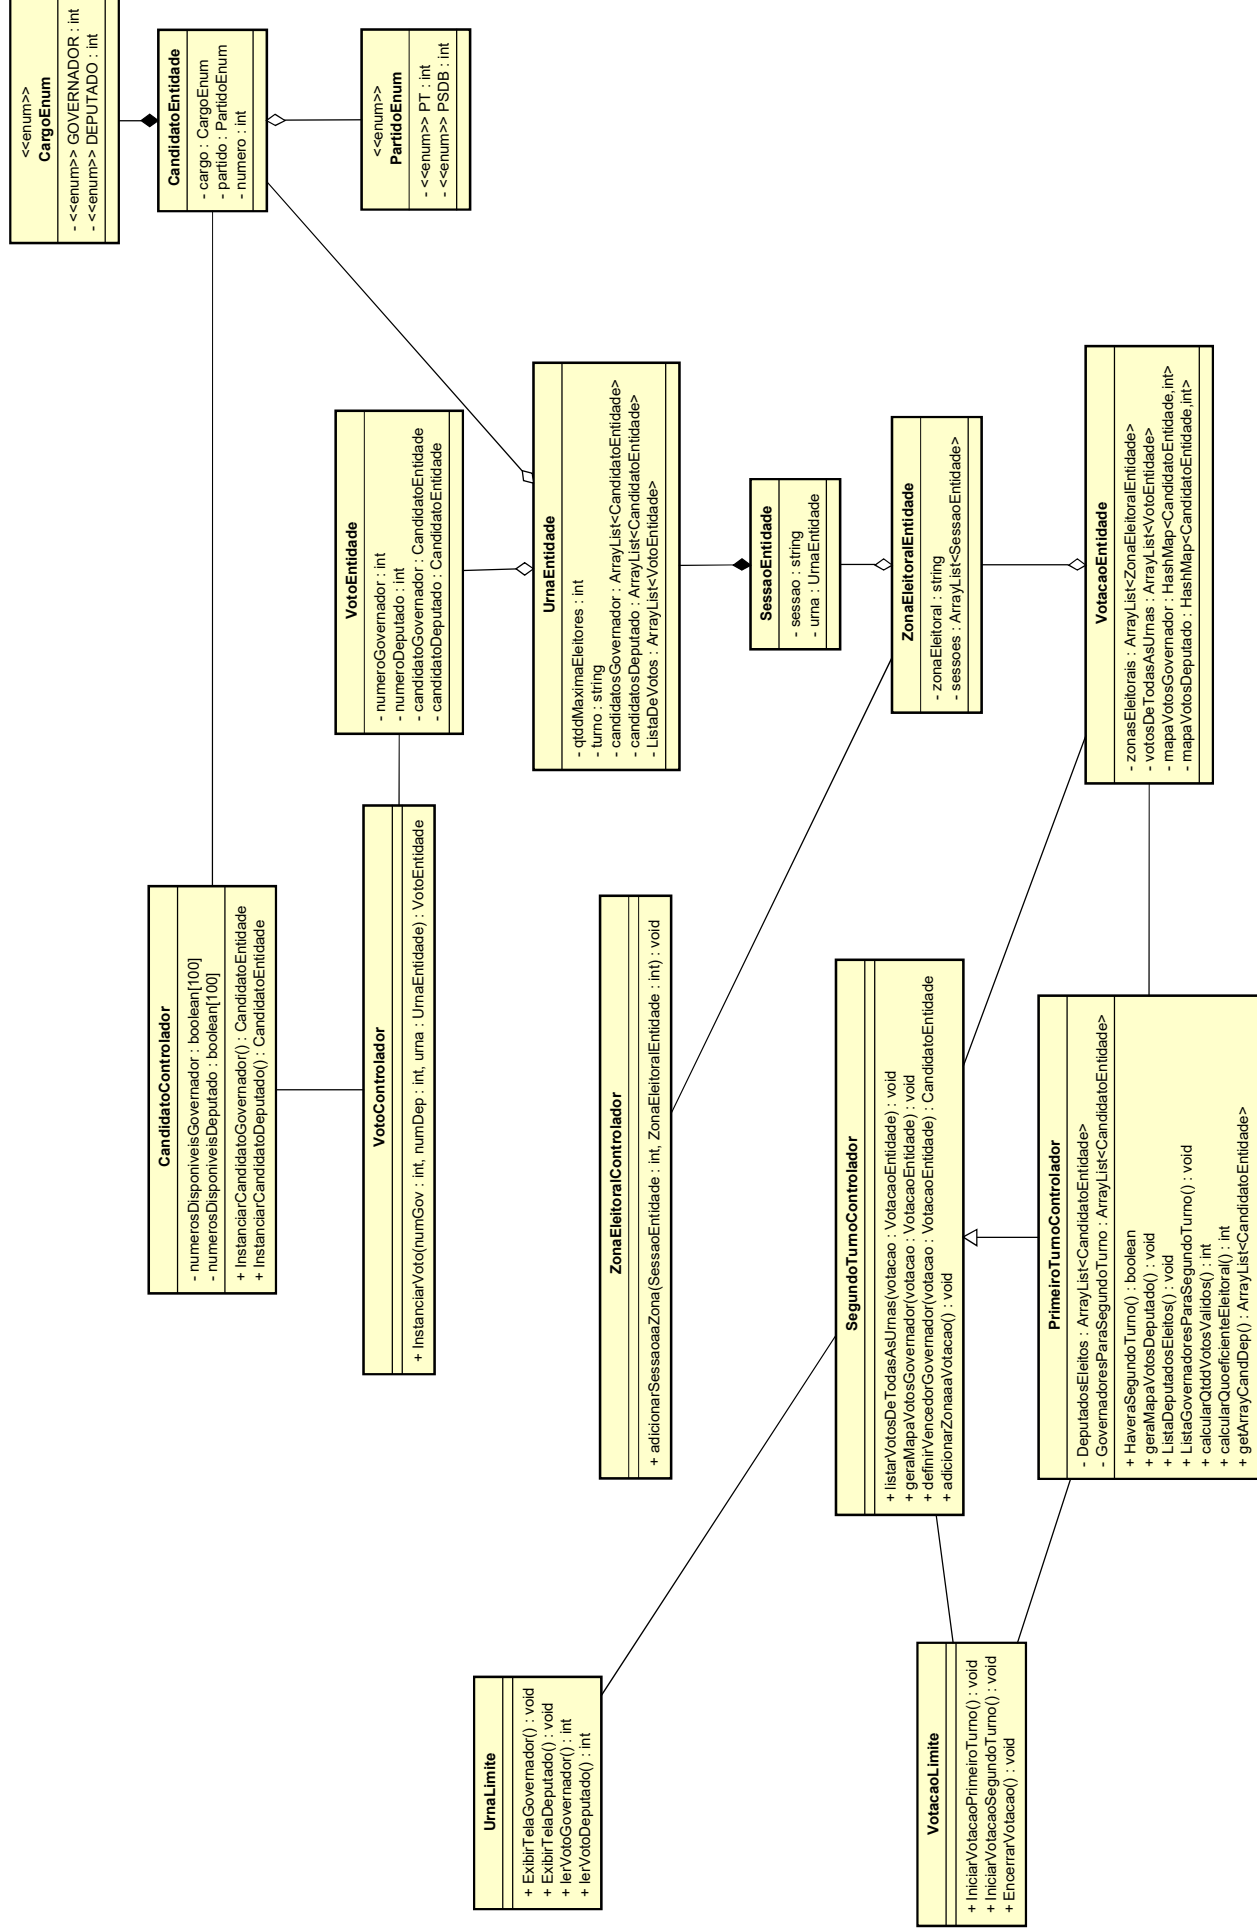 <<enum>>
CargoEnum
- <<enum>> GOVERNADOR : int
- <<enum>> DEPUTADO : int
CandidatoEntidade
- cargo : CargoEnum
- partido : PartidoEnum
- numero : int
<<enum>>
PartidoEnum
- <<enum>> PT : int
- <<enum>> PSDB : int
VotoEntidade
- numeroGovernador : int
- numeroDeputado : int
- candidatoGovernador : CandidatoEntidade
- candidatoDeputado : CandidatoEntidade
UrnaEntidade
- qtddMaximaEleitores : int
- turno : string
- candidatosGovernador : ArrayList<CandidatoEntidade>
- candidatosDeputado : ArrayList<CandidatoEntidade>
- ListaDeVotos : ArrayList<VotoEntidade>
SessaoEntidade
- sessao : string
- urna : UrnaEntidade
ZonaEleitoralEntidade
- zonaEleitoral : string
- sessoes : ArrayList<SessaoEntidade>
VotacaoEntidade
- zonasEleitorais : ArrayList<ZonaEleitoralEntidade>
- votosDeTodasAsUrnas : ArrayList<VotoEntidade>
- mapaVotosGovernador : HashMap<CandidatoEntidade,int>
- mapaVotosDeputado : HashMap<CandidatoEntidade,int>
CandidatoControlador
- numerosDisponiveisGovernador : boolean[100]
- numerosDisponiveisDeputado : boolean[100]
+ InstanciarCandidatoGovernador() : CandidatoEntidade
+ InstanciarCandidatoDeputado() : CandidatoEntidade
VotoControlador
+ InstanciarVoto(numGov : int, numDep : int, urna : UrnaEntidade) : VotoEntidade
ZonaEleitoralControlador
+ adicionarSessaoaaZona(SessaoEntidade : int, ZonaEleitoralEntidade : int) : void
SegundoTurnoControlador
+ listarVotosDeTodasAsUrnas(votacao : VotacaoEntidade) : void
+ geraMapaVotosGovernador(votacao : VotacaoEntidade) : void
+ definirVencedorGovernador(votacao : VotacaoEntidade) : CandidatoEntidade
+ adicionarZonaaaVotacao() : void
PrimeiroTurnoControlador
- DeputadosEleitos : ArrayList<CandidatoEntidade>
- GovernadoresParaSegundoTurno : ArrayList<CandidatoEntidade>
+ HaveraSegundoTurno() : boolean
+ geraMapaVotosDeputado() : void
+ ListaDeputadosEleitos() : void
+ ListaGovernadoresParaSegundoTurno() : void
+ calcularQtddVotosValidos() : int
+ calcularQuoeficienteEleitoral() : int
+ getArrayCandDep() : ArrayList<CandidatoEntidade>
UrnaLimite
+ ExibirTelaGovernador() : void
+ ExibirTelaDeputado() : void
+ lerVotoGovernador() : int
+ lerVotoDeputado() : int
VotacaoLimite
+ IniciarVotacaoPrimeiroTurno() : void
+ IniciarVotacaoSegundoTurno() : void
+ EncerrarVotacao() : void